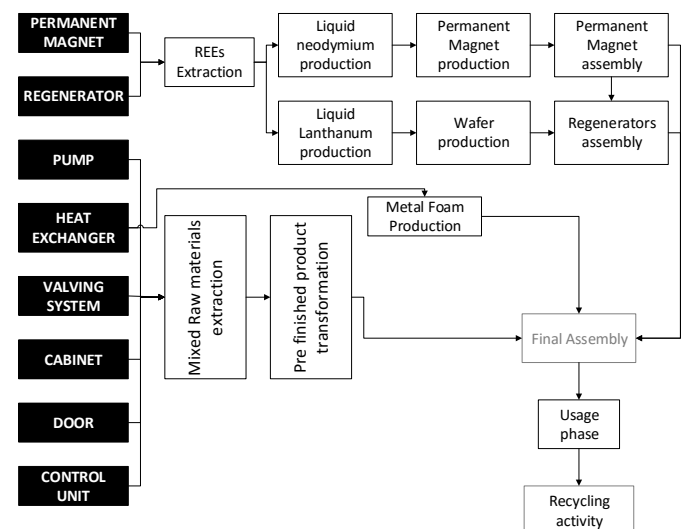 PERMANENT
MAGNET
REGENERATOR
PUMP
HEAT
EXCHANGER
VALVING
SYSTEM
CABINET
DOOR
CONTROL
UNIT
REEs
Extraction
Liquid
neodymium
production
Permanent
Magnet
production
Permanent
Magnet
assembly
Liquid
Lanthanum
production
Wafer
production
Regenerators
assembly
Metal Foam
Production
Mixed Raw materials
extraction
Pre finished product
transformation
Final Assembly
Usage
phase
Recycling
activity